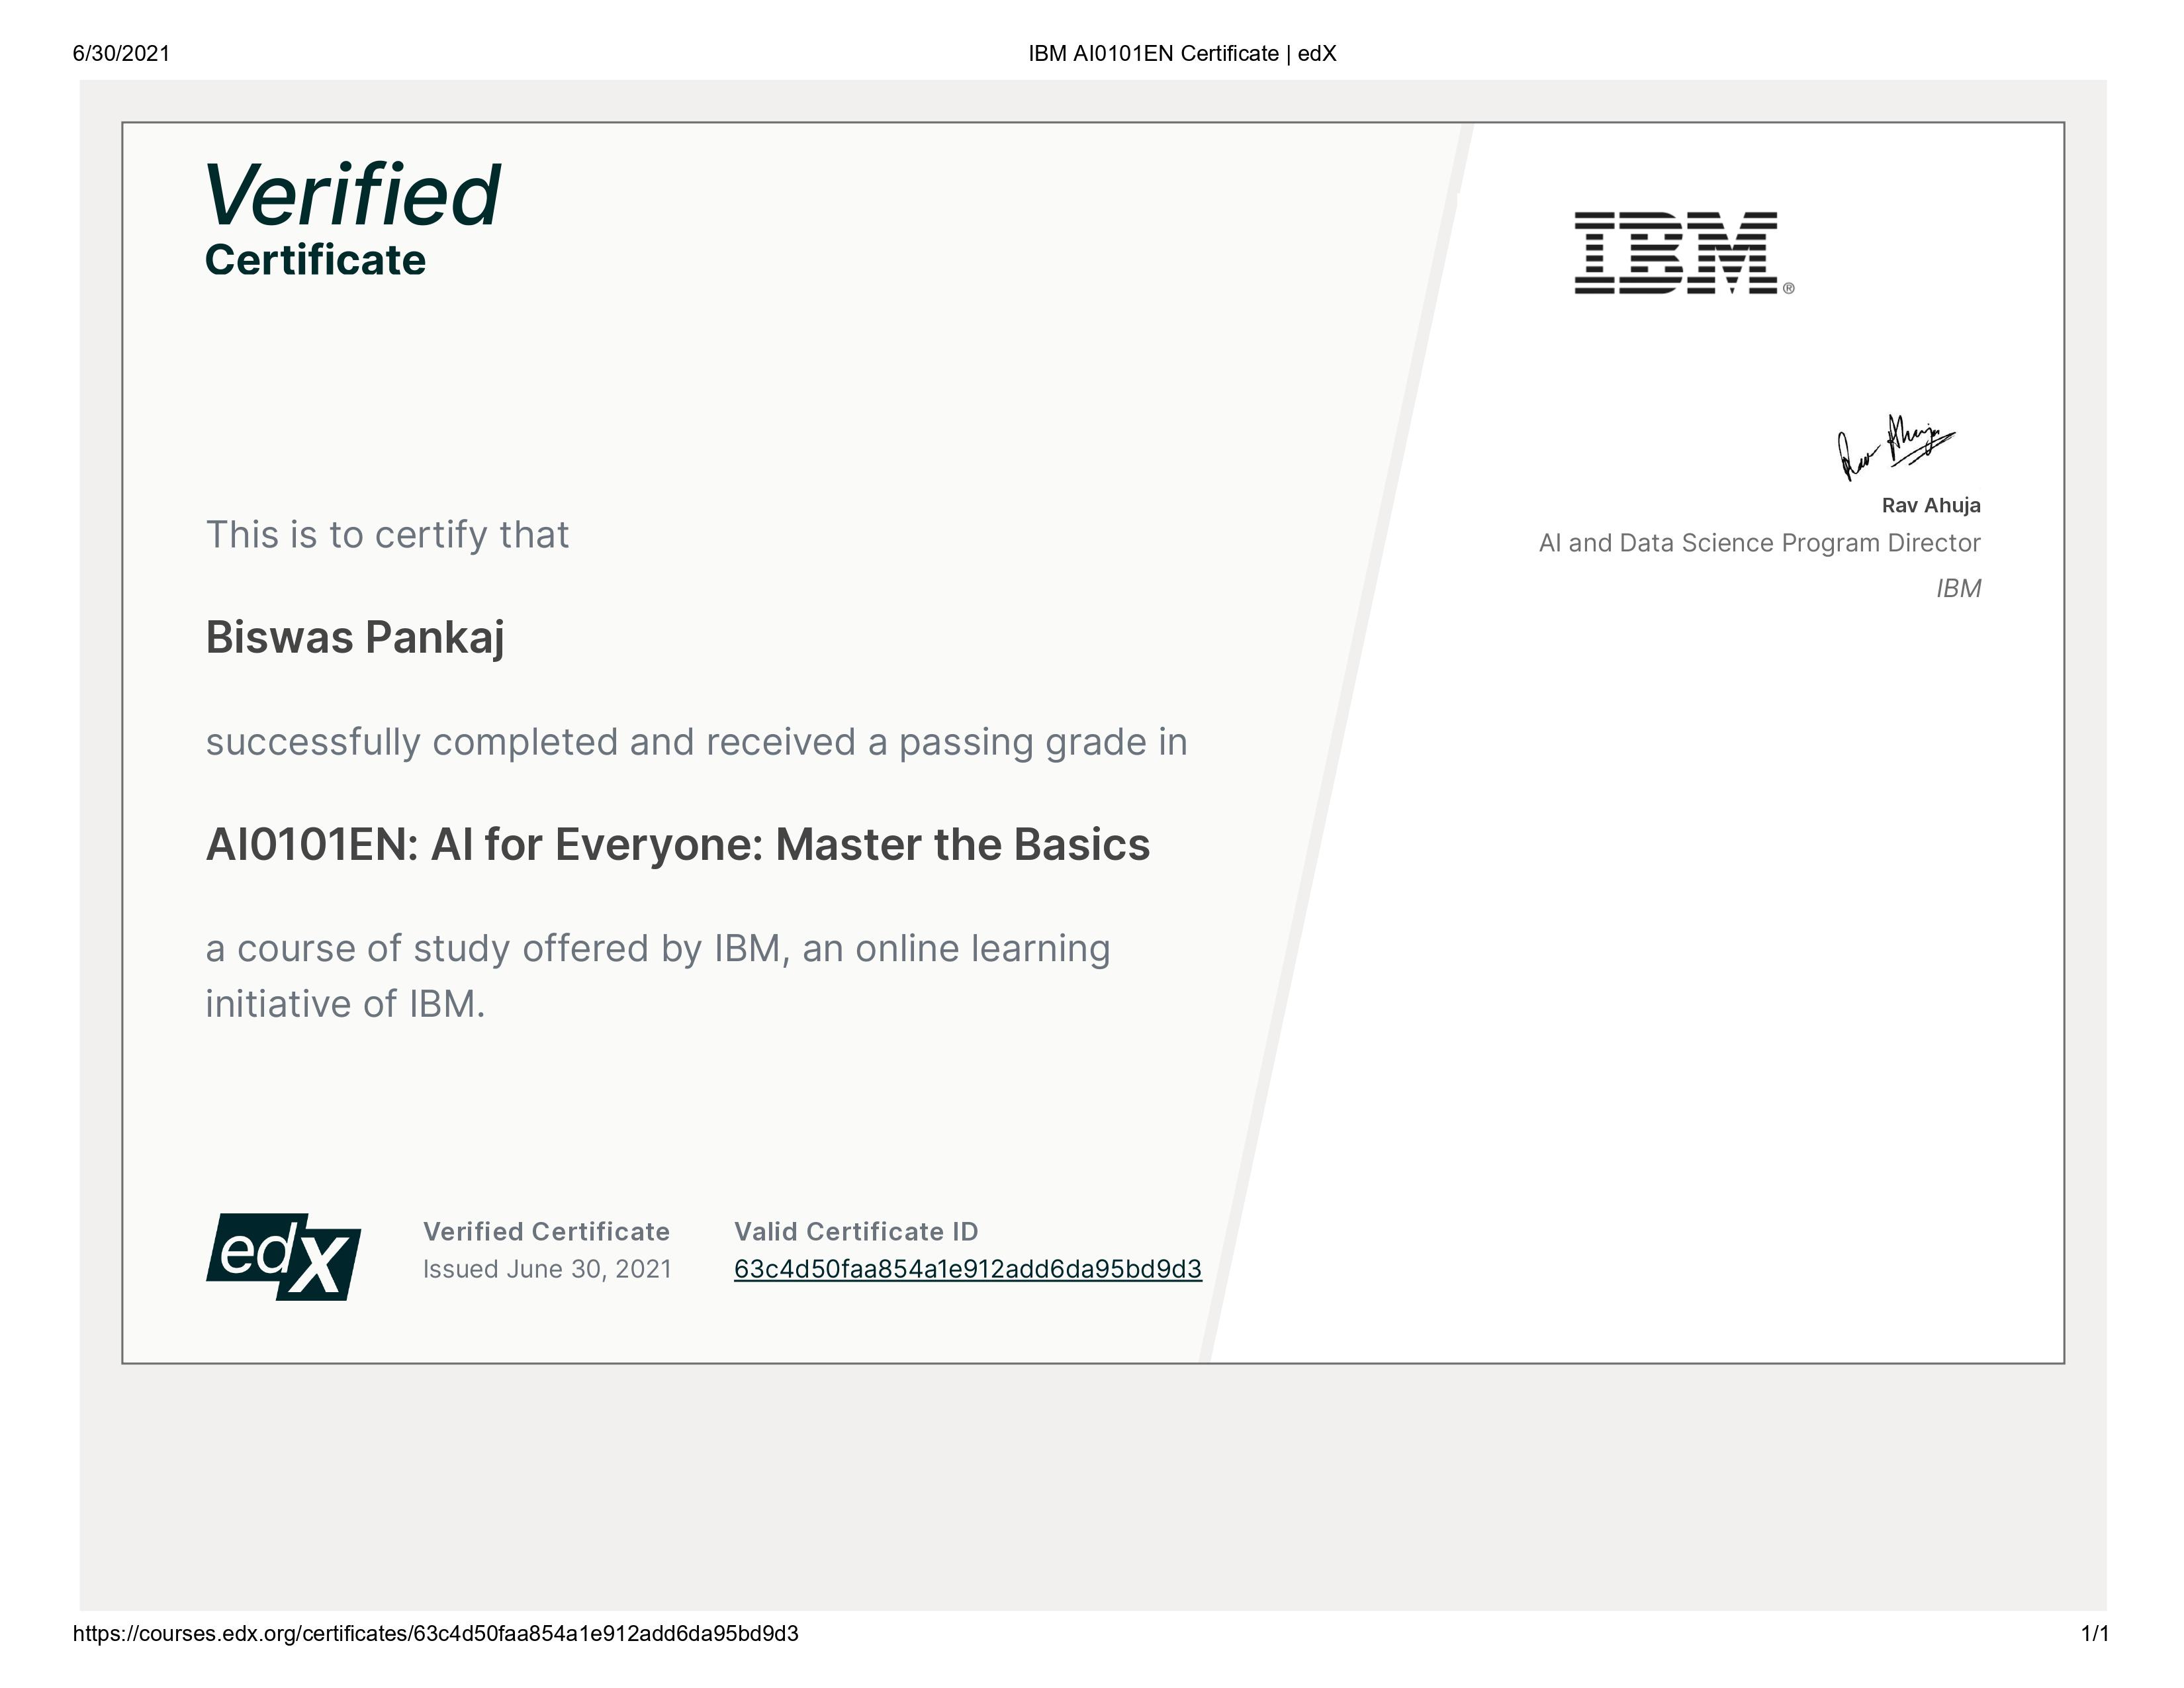 6/30/2021
IBM AI0101EN Certificate | edX
Verified
Certificate
IBM®
Rav Ahuja
Rav Ahuja
AI and Data Science Program Director
IBM
This is to certify that
Biswas Pankaj
successfully completed and received a passing grade in
AI0101EN: AI for Everyone: Master the Basics
a course of study offered by IBM, an online learning
initiative of IBM.
edX
Verified Certificate
Issued June 30, 2021
Valid Certificate ID
63c4d50faa854a1e912add6da95bd9d3
https://courses.edx.org/certificates/63c4d50faa854a1e912add6da95bd9d3
1/1